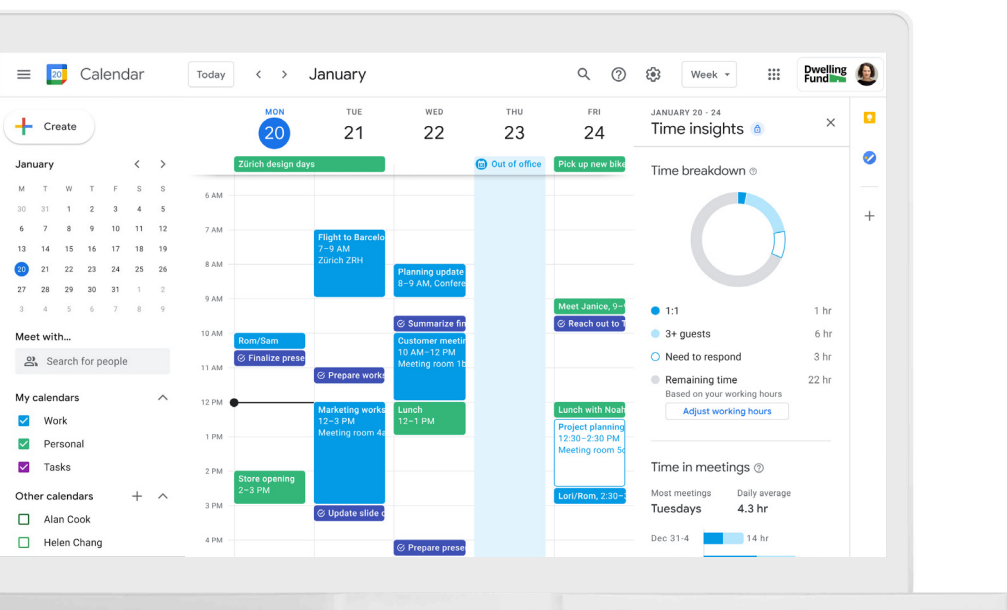 20
Calendar
Today
January
Week
Dwelling
Fund
Create
January
M T W T F S S
30 31 1 2 3 4 5
6 7 8 9 10 11 12
13 14 15 16 17 18 19
20 21 22 23 24 25 26
27 28 29 30 31 1 2
3 4 5 6 7 8 9
Meet with...
Search for people
My calendars
Work
Personal
Tasks
Other calendars
Alan Cook
Helen Chang
MON TUE WED THU FRI
20 21 22 23 24
Zürich design days
Out of office
Pick up new bike
6 AM
7 AM
8 AM
9 AM
10 AM
11 AM
12 PM
1 PM
2 PM
3 PM
4 PM
Rom/Sam
Finalize prese
Store opening
2–3 PM
Flight to Barcelo
7–9 AM
Zürich ZRH
Prepare works
Marketing works
12–3 PM
Meeting room 4a
Update slide
Planning update
8–9 AM, Confere
Summarize fin
Customer meetin
10 AM–12 PM
Meeting room 1b
Lunch
12–1 PM
Prepare prese
Meet Janice, 9–
Reach out to T
Lunch with Noah
Project planning
12:30–2:30 PM
Meeting room 5c
Lori/Rom, 2:30–
JANUARY 20 - 24
Time insights
Time breakdown
1:1 1 hr
3+ guests 6 hr
Need to respond 3 hr
Remaining time 22 hr
Based on your working hours
Adjust working hours
Time in meetings
Most meetings Daily average
Tuesdays 4.3 hr
Dec 31-4 14 hr